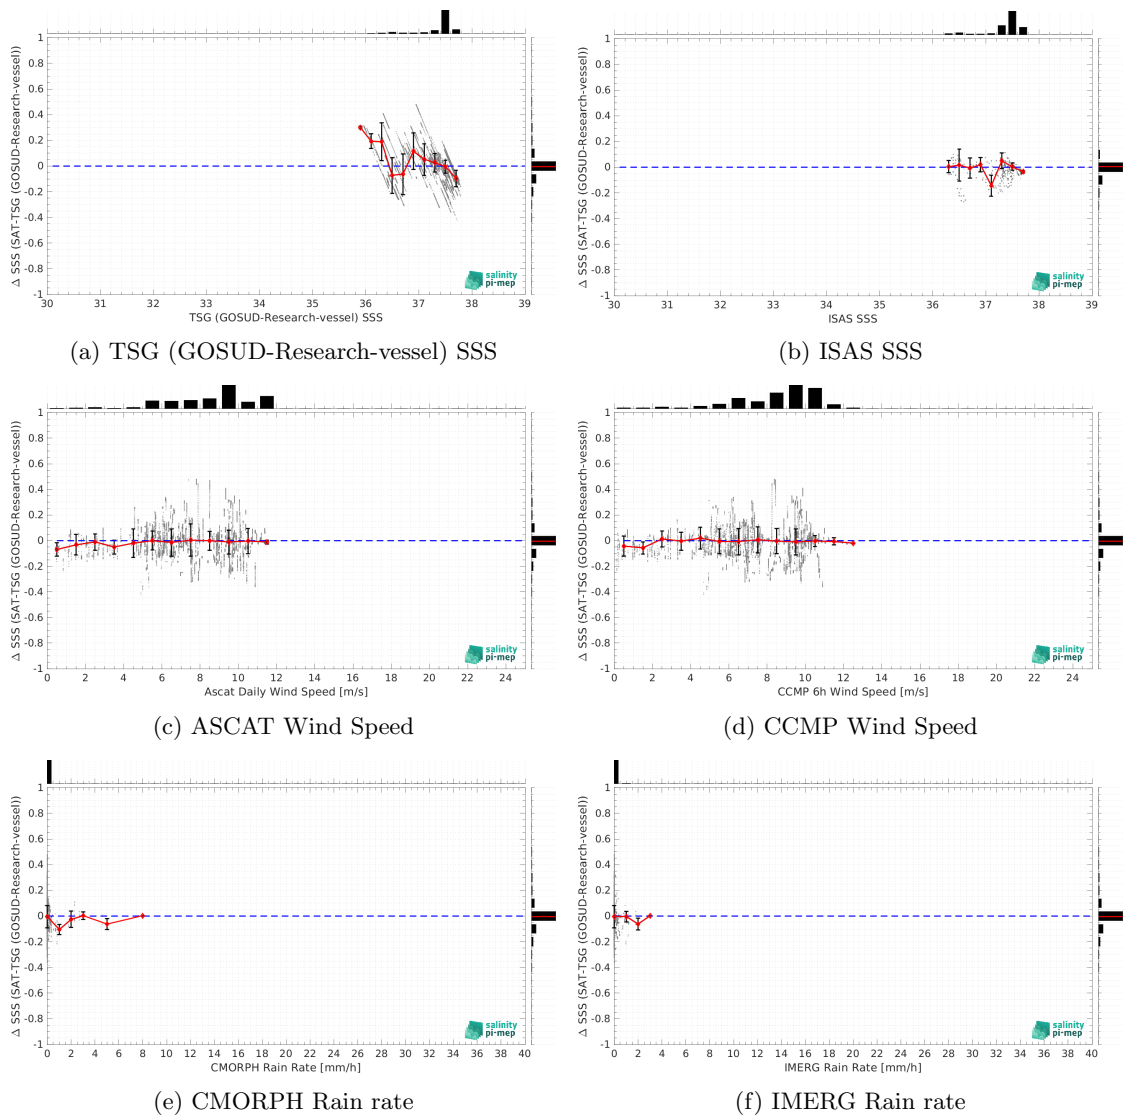 1
0.8
0.6
0.4
0.2
0
-0.2
-0.4
-0.6
-0.8
-1
Δ SSS (SAT-TSG (GOSUD-Research-vessel))
30 31 32 33 34 35 36 37 38 39
TSG (GOSUD-Research-vessel) SSS
salinity
pi-mep
(a) TSG (GOSUD-Research-vessel) SSS
1
0.8
0.6
0.4
0.2
0
-0.2
-0.4
-0.6
-0.8
-1
Δ SSS (SAT-TSG (GOSUD-Research-vessel))
30 31 32 33 34 35 36 37 38 39
ISAS SSS
salinity
pi-mep
(b) ISAS SSS
1
0.8
0.6
0.4
0.2
0
-0.2
-0.4
-0.6
-0.8
-1
Δ SSS (SAT-TSG (GOSUD-Research-vessel))
0 2 4 6 8 10 12 14 16 18 20 22 24
Ascat Daily Wind Speed [m/s]
salinity
pi-mep
(c) ASCAT Wind Speed
1
0.8
0.6
0.4
0.2
0
-0.2
-0.4
-0.6
-0.8
-1
Δ SSS (SAT-TSG (GOSUD-Research-vessel))
0 2 4 6 8 10 12 14 16 18 20 22 24
CCMP 6h Wind Speed [m/s]
salinity
pi-mep
(d) CCMP Wind Speed
1
0.8
0.6
0.4
0.2
0
-0.2
-0.4
-0.6
-0.8
-1
Δ SSS (SAT-TSG (GOSUD-Research-vessel))
0 2 4 6 8 10 12 14 16 18 20 22 24 26 28 30 32 34 36 38 40
CMORPH Rain Rate [mm/h]
salinity
pi-mep
(e) CMORPH Rain rate
1
0.8
0.6
0.4
0.2
0
-0.2
-0.4
-0.6
-0.8
-1
Δ SSS (SAT-TSG (GOSUD-Research-vessel))
0 2 4 6 8 10 12 14 16 18 20 22 24 26 28 30 32 34 36 38 40
IMERG Rain Rate [mm/h]
salinity
pi-mep
(f) IMERG Rain rate